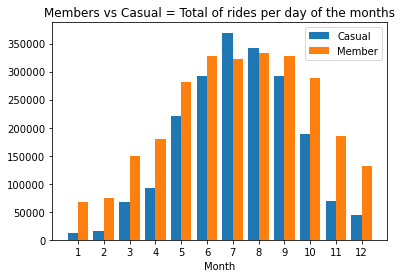 Members vs Casual = Total of rides per day of the months
Casual
Member
350000
300000
250000
200000
150000
100000
50000
0
1 2 3 4 5 6 7 8 9 10 11 12
Month